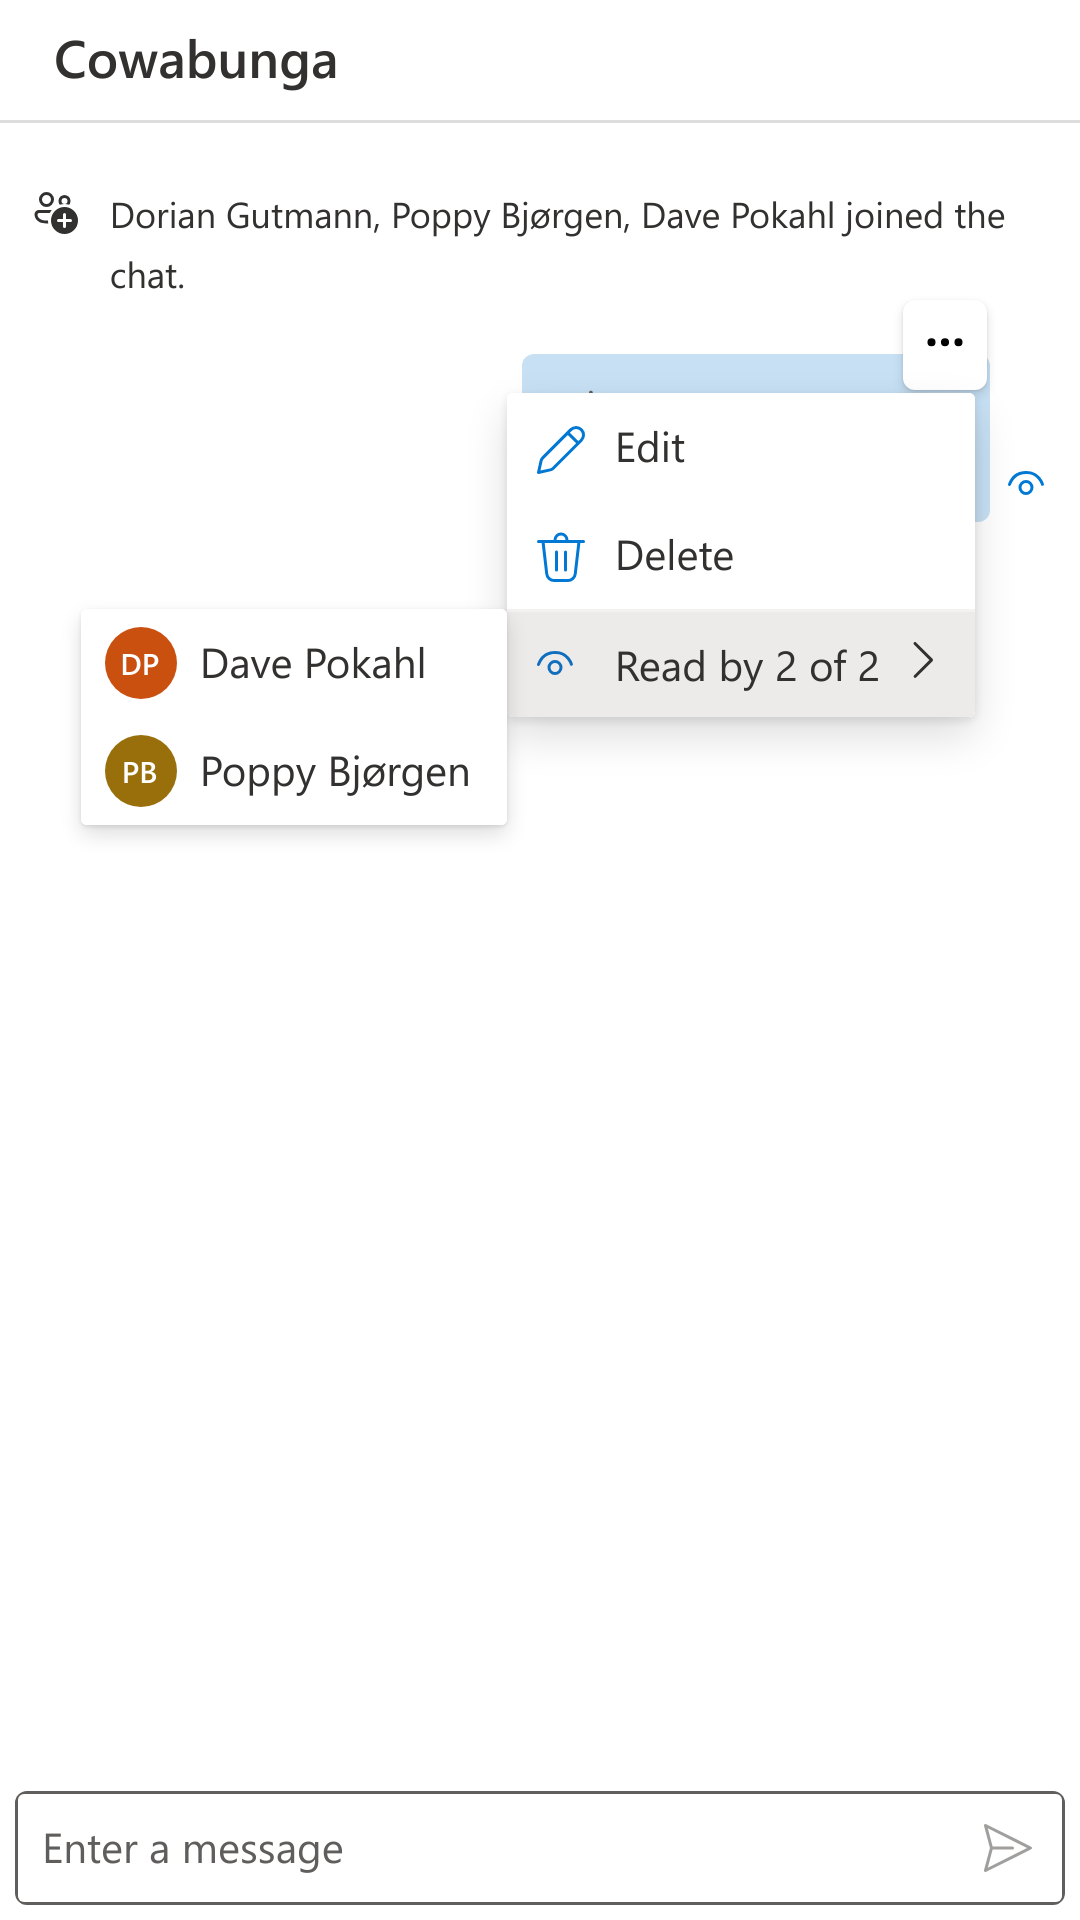 Cowabunga
Dorian Gutmann, Poppy Bjørgen, Dave Pokahl joined the
chat.
Edit
Delete
Read by 2 of 2
DP Dave Pokahl
PB Poppy Bjørgen
Enter a message